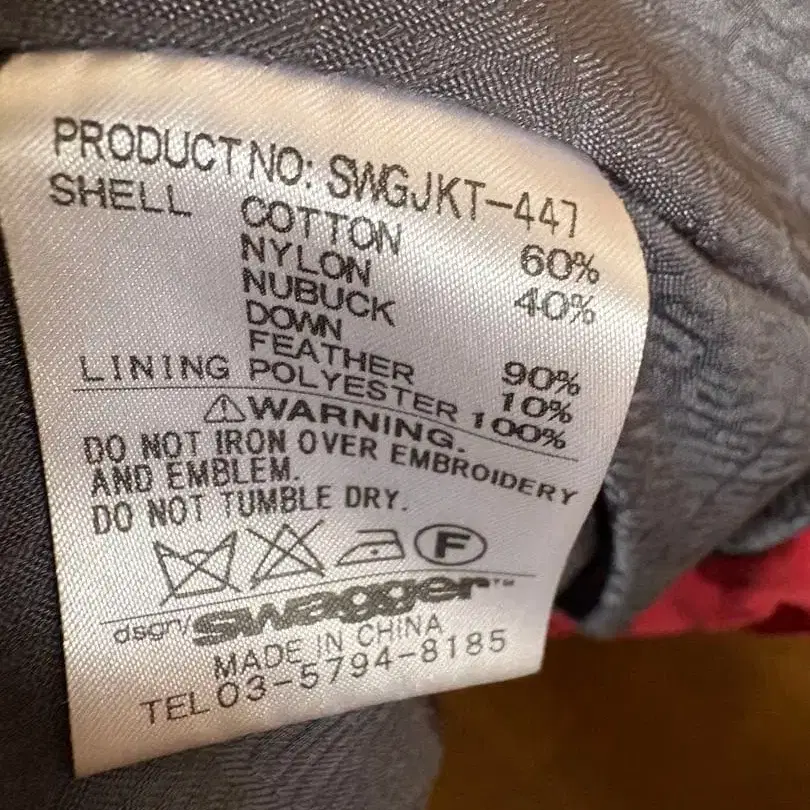 PRODUCT NO: SWGJKT-447
SHELL COTTON 60%
NYLON 40%
NUBUCK
DOWN 90%
FEATHER 10%
LINING POLYESTER 100%
⚠WARNING.
DO NOT IRON OVER EMBROIDERY
AND EMBLEM.
DO NOT TUMBLE DRY.
F
dsgn/swagger™
MADE IN CHINA
TEL 03-5794-8185